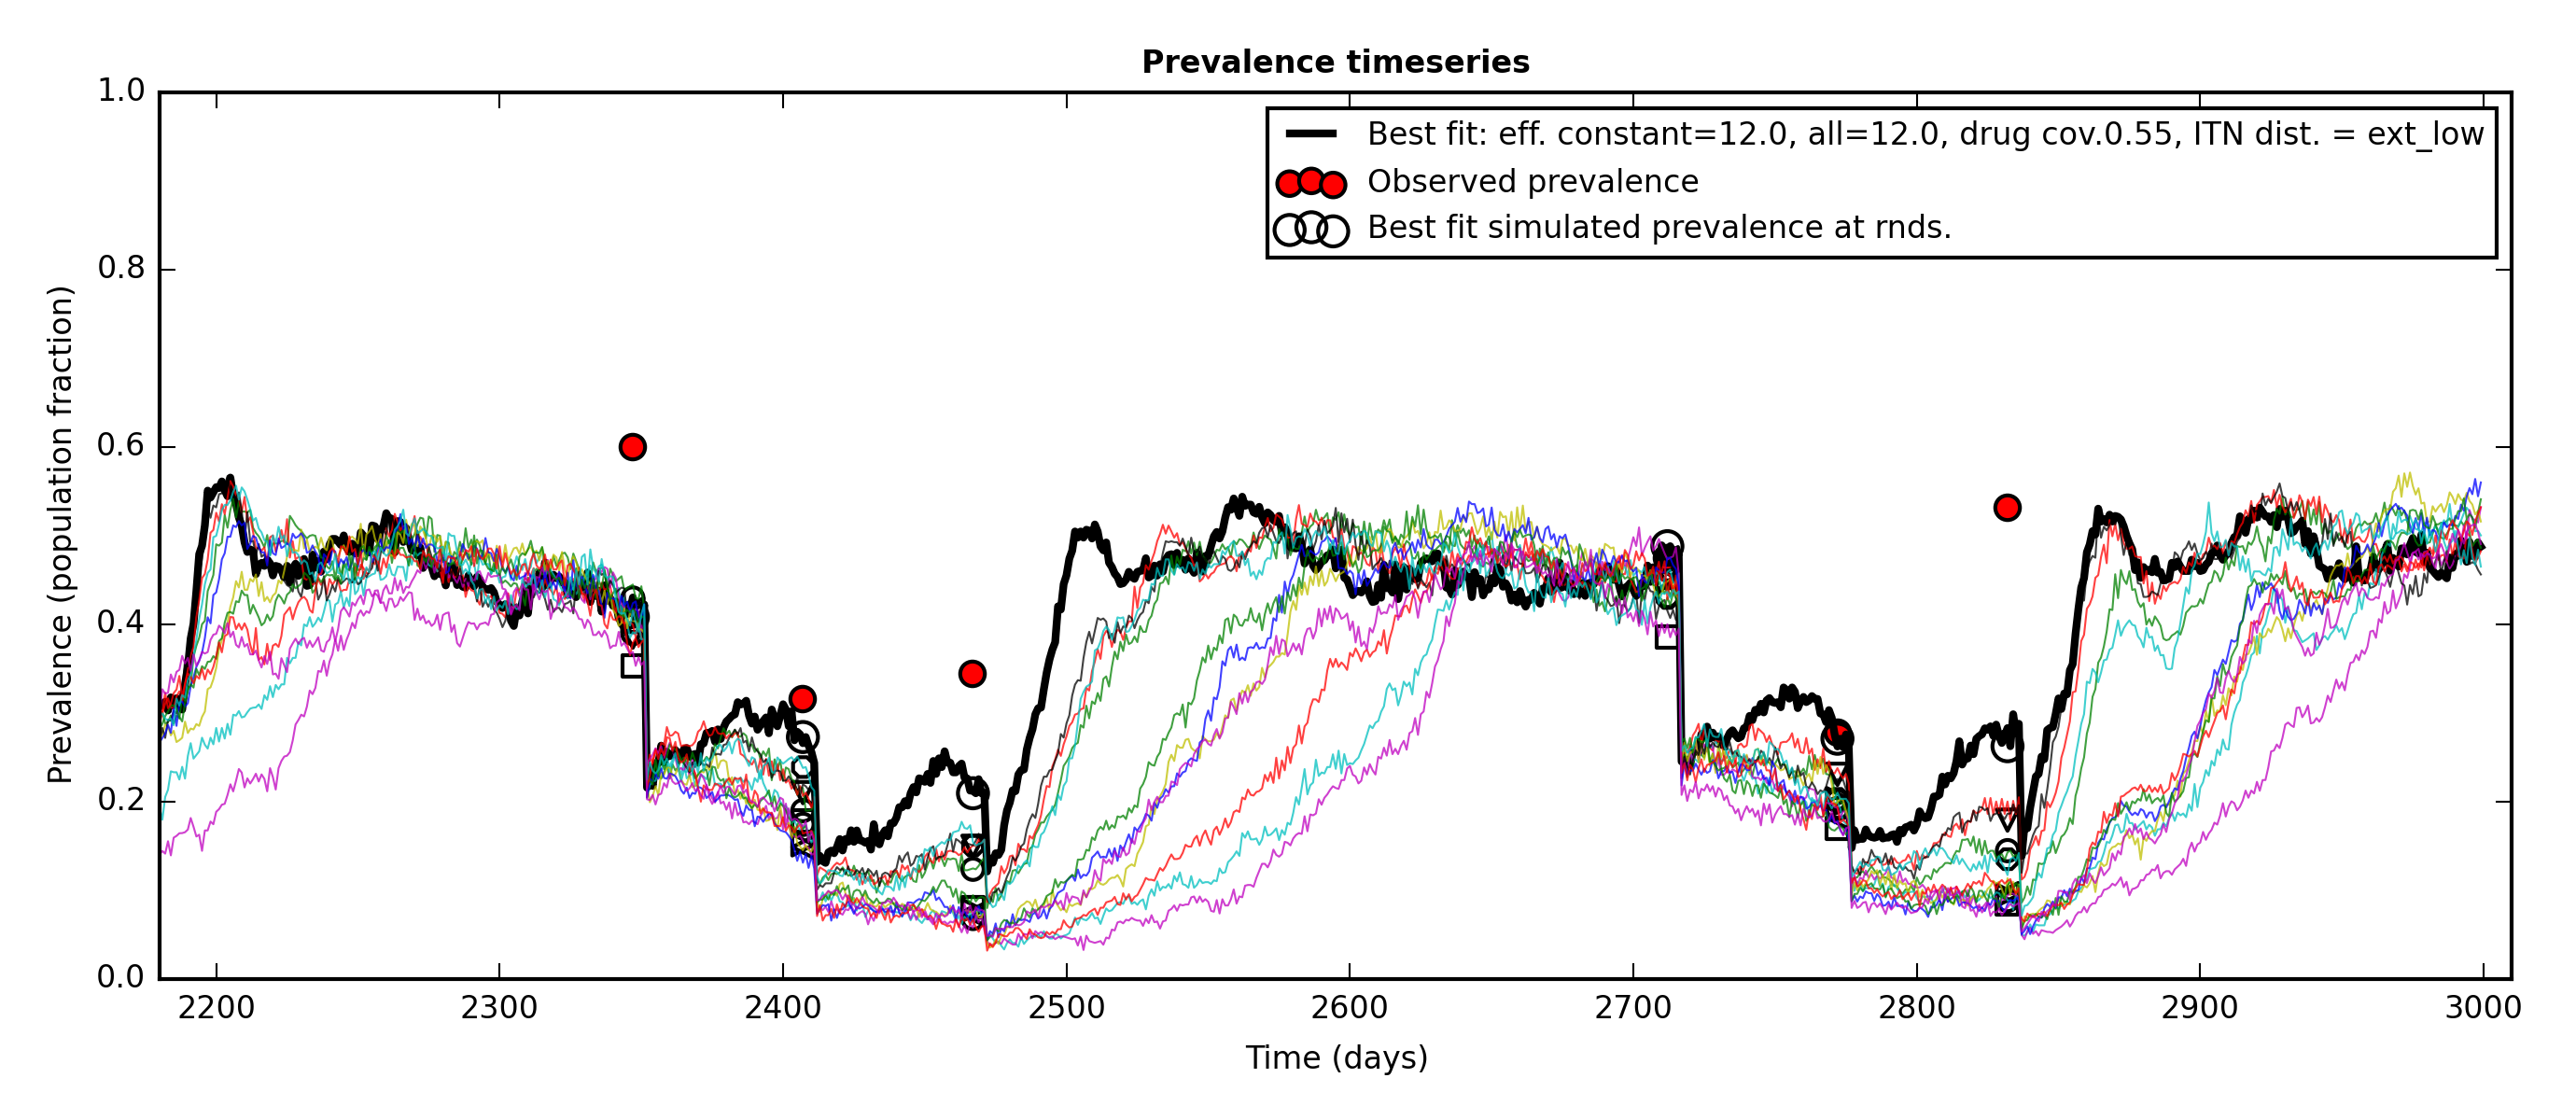 Prevalence timeseries
Best fit: eff. constant=12.0, all=12.0, drug cov.0.55, ITN dist. = ext_low
Observed prevalence
Best fit simulated prevalence at rnds.
Prevalence (population fraction)
1.0
0.8
0.6
0.4
0.2
0.0
2200 2300 2400 2500 2600 2700 2800 2900 3000
Time (days)